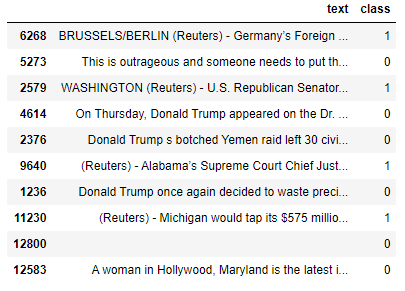 text class
6268 BRUSSELS/BERLIN (Reuters) - Germany’s Foreign ... 1
5273 This is outrageous and someone needs to put th... 0
2579 WASHINGTON (Reuters) - U.S. Republican Senator... 1
4614 On Thursday, Donald Trump appeared on the Dr. ... 0
2376 Donald Trump s botched Yemen raid left 30 civi... 0
9640 (Reuters) - Alabama’s Supreme Court Chief Just... 1
1236 Donald Trump once again decided to waste preci... 0
11230 (Reuters) - Michigan would tap its $575 millio... 1
12800 0
12583 A woman in Hollywood, Maryland is the latest i... 0